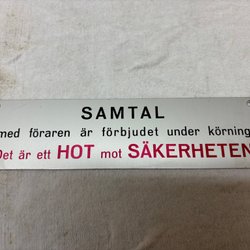 SAMTAL
med föraren är förbjudet under körning.
Det är ett HOT mot SÄKERHETEN